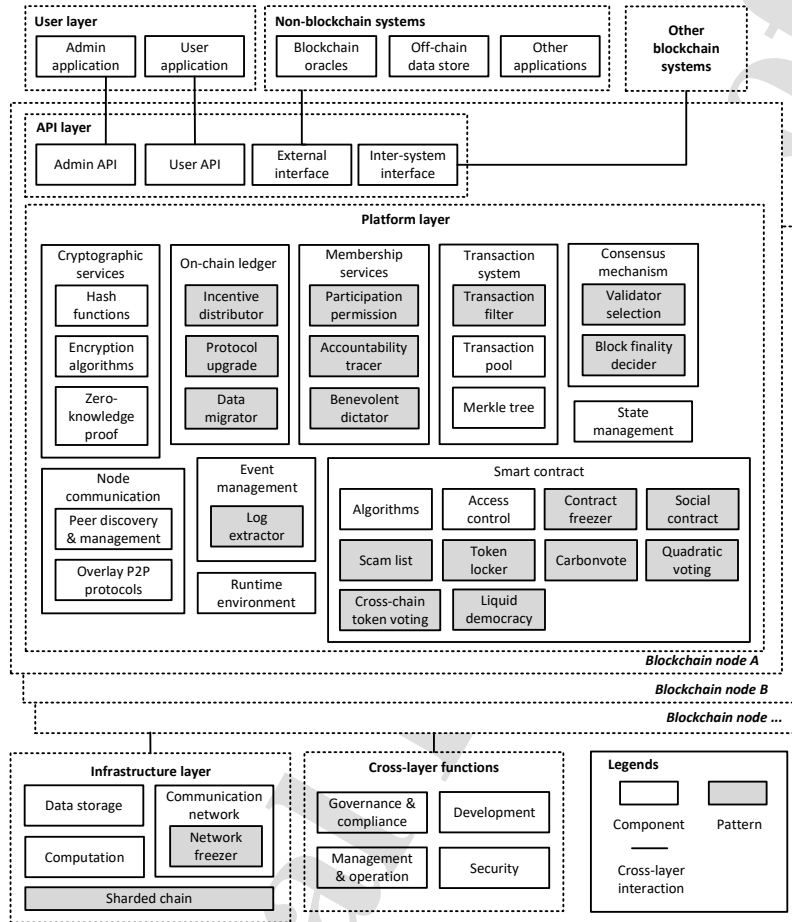 User layer
Admin
application
User
application
Non-blockchain systems
Blockchain
oracles
Off-chain
data store
Other
applications
Other
blockchain
systems
API layer
Admin API
User API
External
interface
Inter-system
interface
Platform layer
Cryptographic
services
Hash
functions
Encryption
algorithms
Zero-
knowledge
proof
On-chain ledger
Incentive
distributor
Protocol
upgrade
Data
migrator
Membership
services
Participation
permission
Accountability
tracer
Benevolent
dictator
Transaction
system
Transaction
filter
Transaction
pool
Merkle tree
Consensus
mechanism
Validator
selection
Block finality
decider
State
management
Node
communication
Peer discovery
& management
Overlay P2P
protocols
Event
management
Log
extractor
Runtime
environment
Smart contract
Algorithms
Access
control
Contract
freezer
Social
contract
Scam list
Token
locker
Carbonvote
Quadratic
voting
Cross-chain
token voting
Liquid
democracy
Blockchain node A
Blockchain node B
Blockchain node ...
Infrastructure layer
Data storage
Computation
Communication
network
Network
freezer
Sharded chain
Cross-layer functions
Governance &
compliance
Development
Management
& operation
Security
Legends
Component
Pattern
Cross-layer
interaction